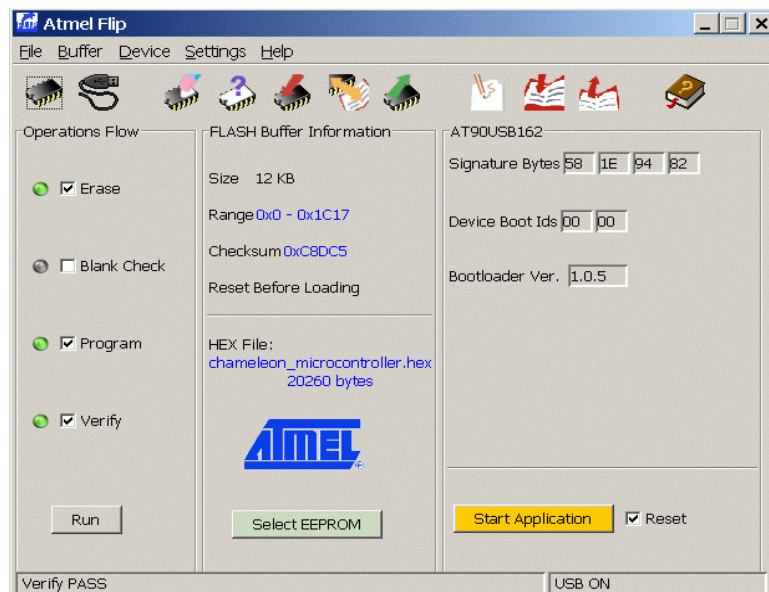 Atmel Flip
File Buffer Device Settings Help
Operations Flow
Erase
Blank Check
Program
Verify
Run
FLASH Buffer Information
Size 12 KB
Range 0x0 - 0x1C17
Checksum 0xC8DC5
Reset Before Loading
HEX File:
chameleon_microcontroller.hex
20260 bytes
ATMEL
Select EEPROM
AT90USB162
Signature Bytes 58 1E 94 82
Device Boot Ids 00 00
Bootloader Ver. 1.0.5
Start Application Reset
Verify PASS USB ON